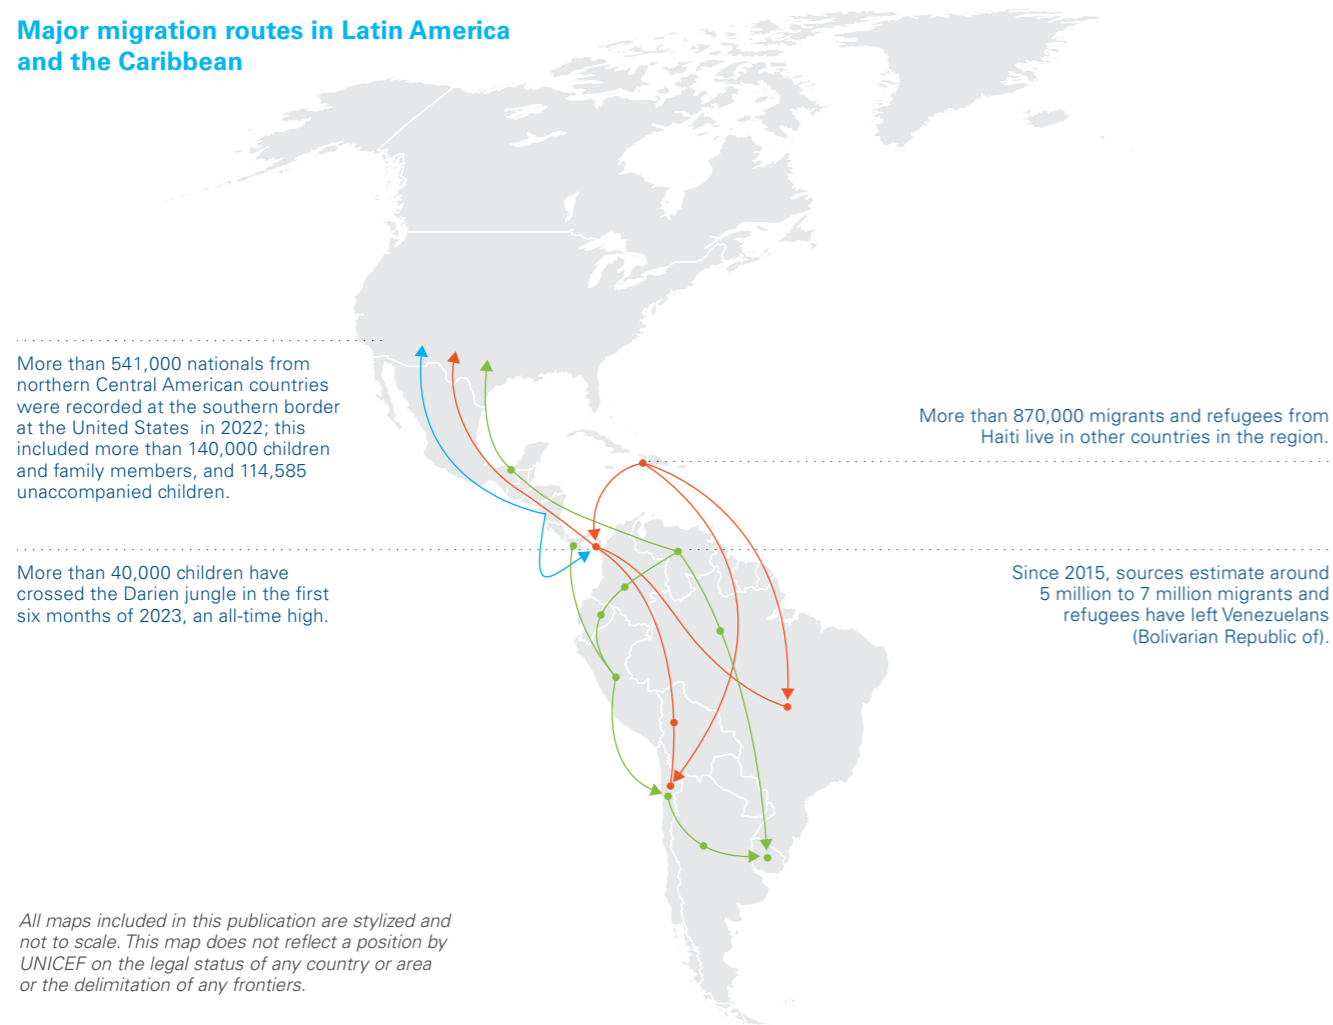 Major migration routes in Latin America
and the Caribbean
More than 541,000 nationals from
northern Central American countries
were recorded at the southern border
at the United States in 2022; this
included more than 140,000 children
and family members, and 114,585
unaccompanied children.
More than 870,000 migrants and refugees from
Haiti live in other countries in the region.
More than 40,000 children have
crossed the Darien jungle in the first
six months of 2023, an all-time high.
Since 2015, sources estimate around
5 million to 7 million migrants and
refugees have left Venezuelans
(Bolivarian Republic of).
All maps included in this publication are stylized and
not to scale. This map does not reflect a position by
UNICEF on the legal status of any country or area
or the delimitation of any frontiers.